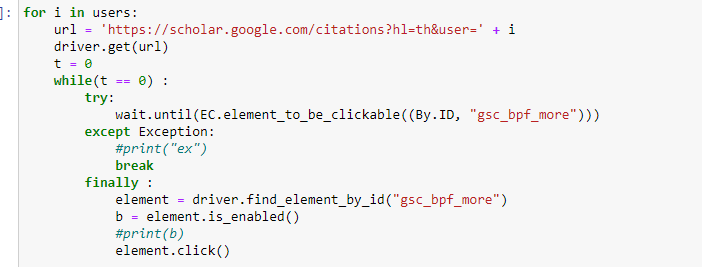 ]: for i in users:
url = 'https://scholar.google.com/citations?hl=th&user=' + i
driver.get(url)
t = 0
while(t == 0) :
try:
wait.until(EC.element_to_be_clickable((By.ID, "gsc_bpf_more")))
except Exception:
#print("ex")
break
finally :
element = driver.find_element_by_id("gsc_bpf_more")
b = element.is_enabled()
#print(b)
element.click()